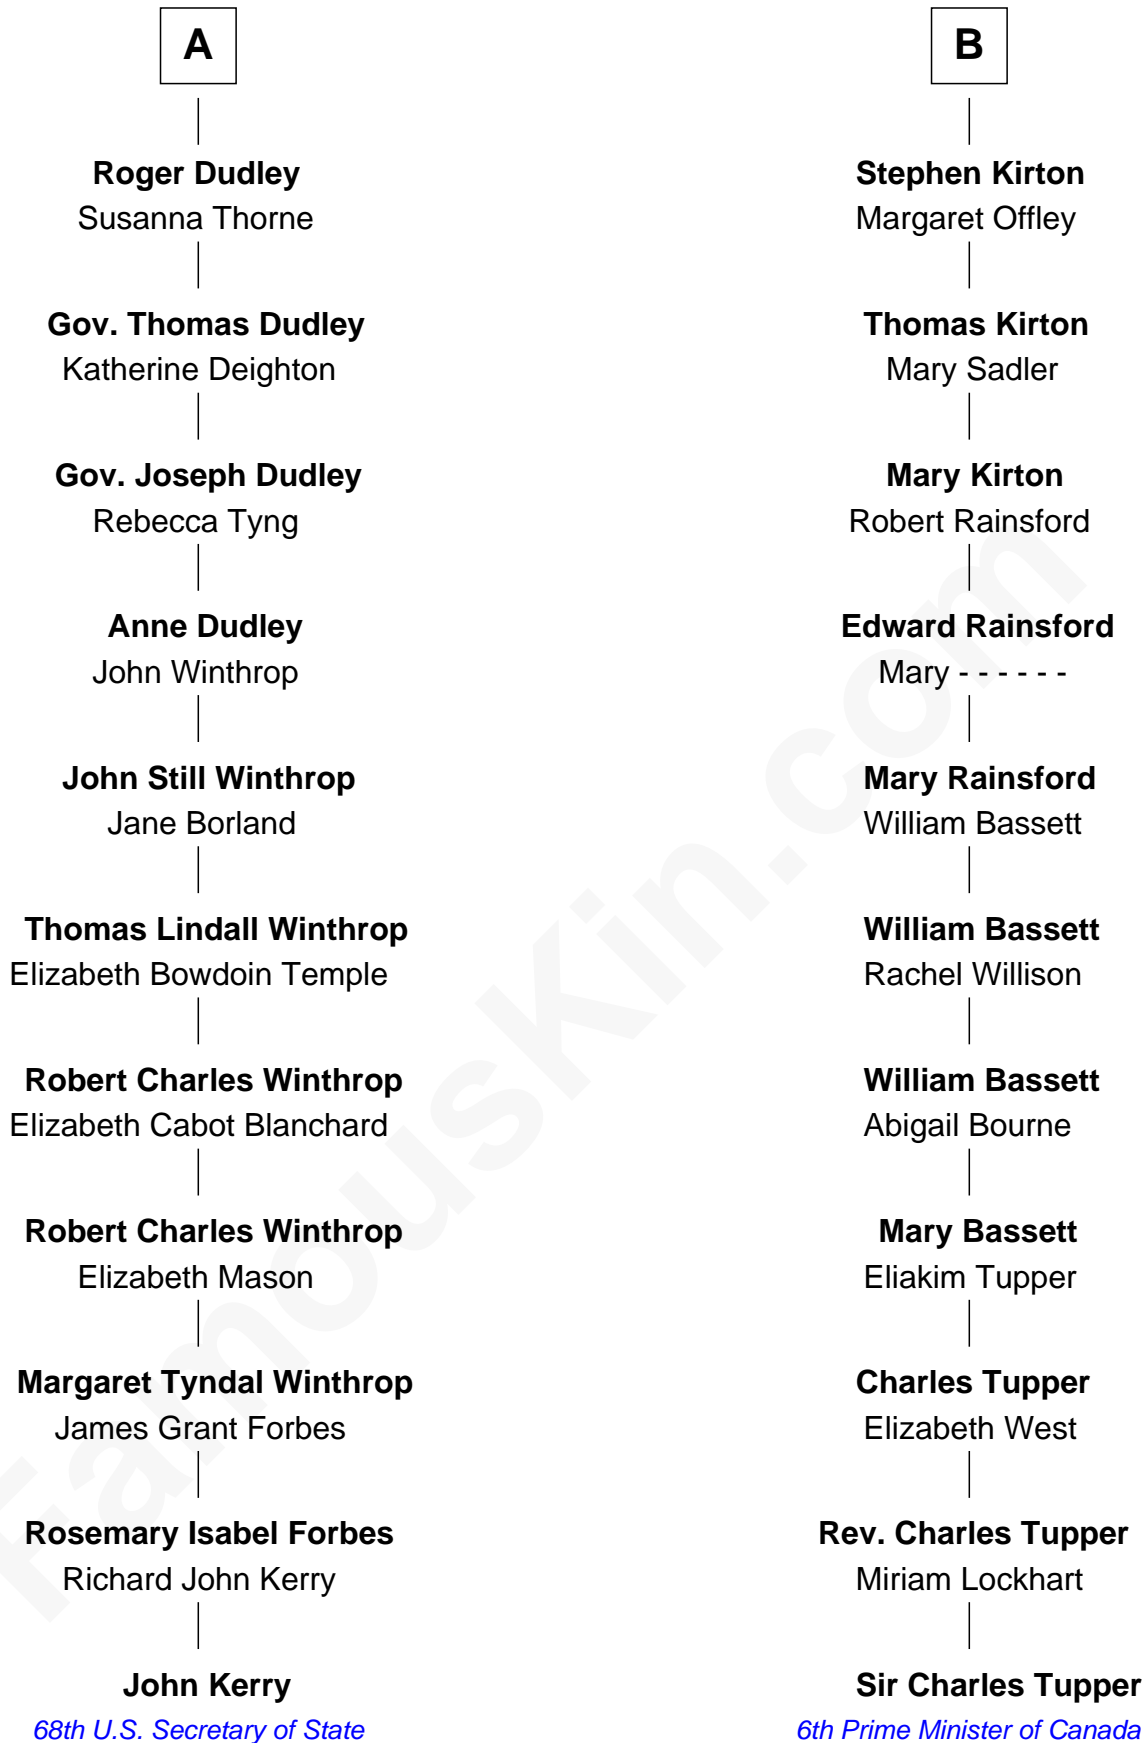 A
Roger Dudley
Susanna Thorne
Gov. Thomas Dudley
Katherine Deighton
Gov. Joseph Dudley
Rebecca Tyng
Anne Dudley
John Winthrop
John Still Winthrop
Jane Borland
Thomas Lindall Winthrop
Elizabeth Bowdoin Temple
Robert Charles Winthrop
Elizabeth Cabot Blanchard
Robert Charles Winthrop
Elizabeth Mason
Margaret Tyndal Winthrop
James Grant Forbes
Rosemary Isabel Forbes
Richard John Kerry
John Kerry
68th U.S. Secretary of State
B
Stephen Kirton
Margaret Offley
Thomas Kirton
Mary Sadler
Mary Kirton
Robert Rainsford
Edward Rainsford
Mary - - - - - -
Mary Rainsford
William Bassett
William Bassett
Rachel Willison
William Bassett
Abigail Bourne
Mary Bassett
Eliakim Tupper
Charles Tupper
Elizabeth West
Rev. Charles Tupper
Miriam Lockhart
Sir Charles Tupper
6th Prime Minister of Canada
FamousKin.com